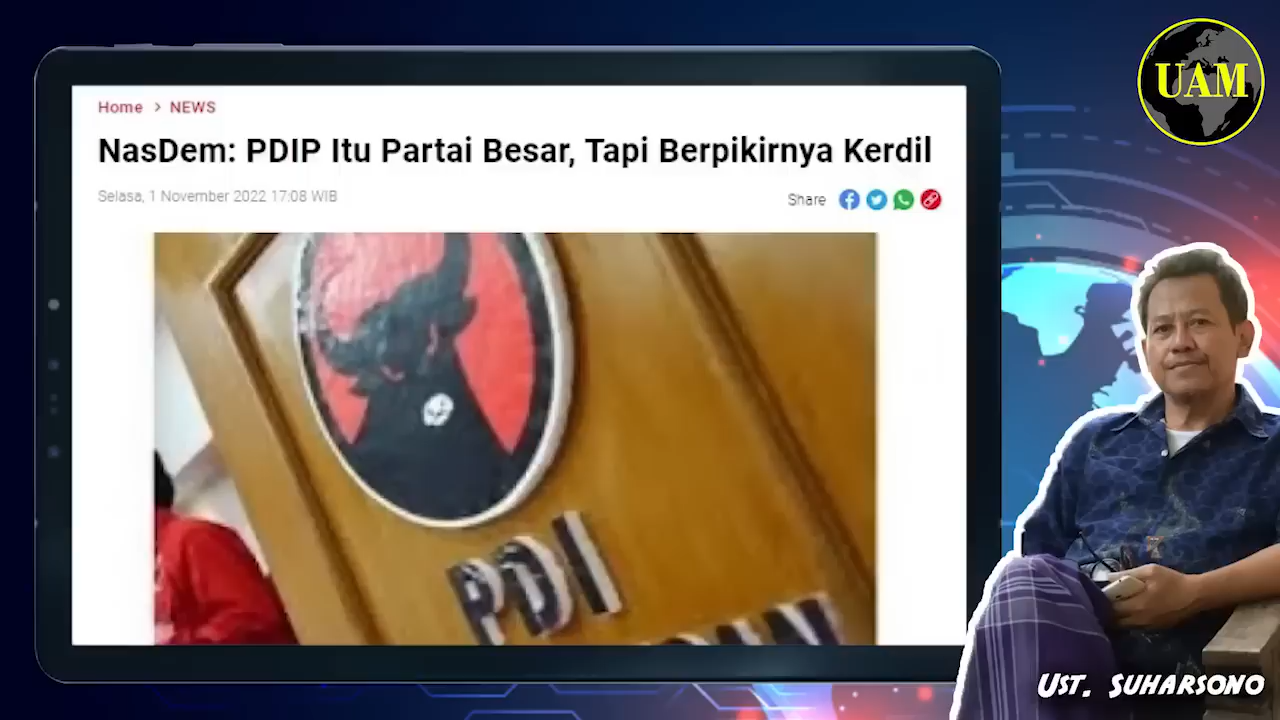 UAM
Home > NEWS
NasDem: PDIP Itu Partai Besar, Tapi Berpikirnya Kerdil
Selasa, 1 November 2022 17:08 WIB
Share
PDI
UST. SUHARSONO